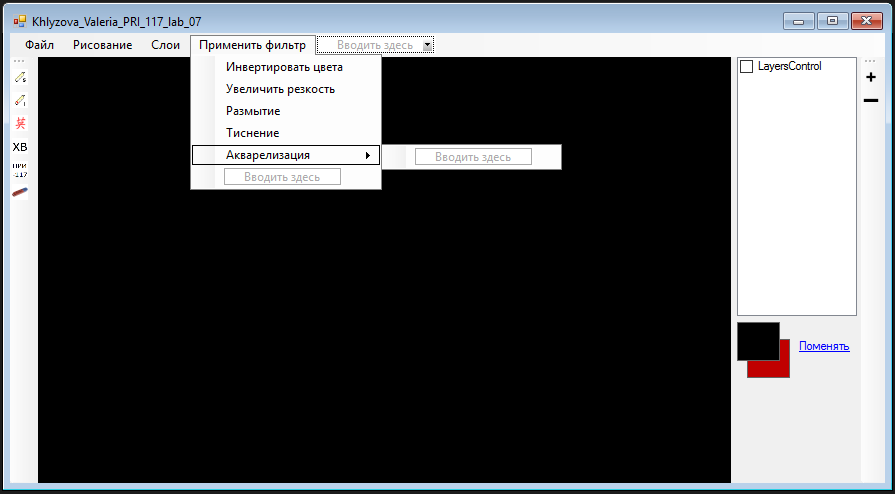 Khlyzova_Valeria_PRI_117_lab_07
Файл Рисование Слои Применить фильтр Вводить здесь
Инвертировать цвета
Увеличить резкость
Размытие
Тиснение
Акварелизация
Вводить здесь
Вводить здесь
LayersControl
ХВ
ПРИ
-117
Поменять